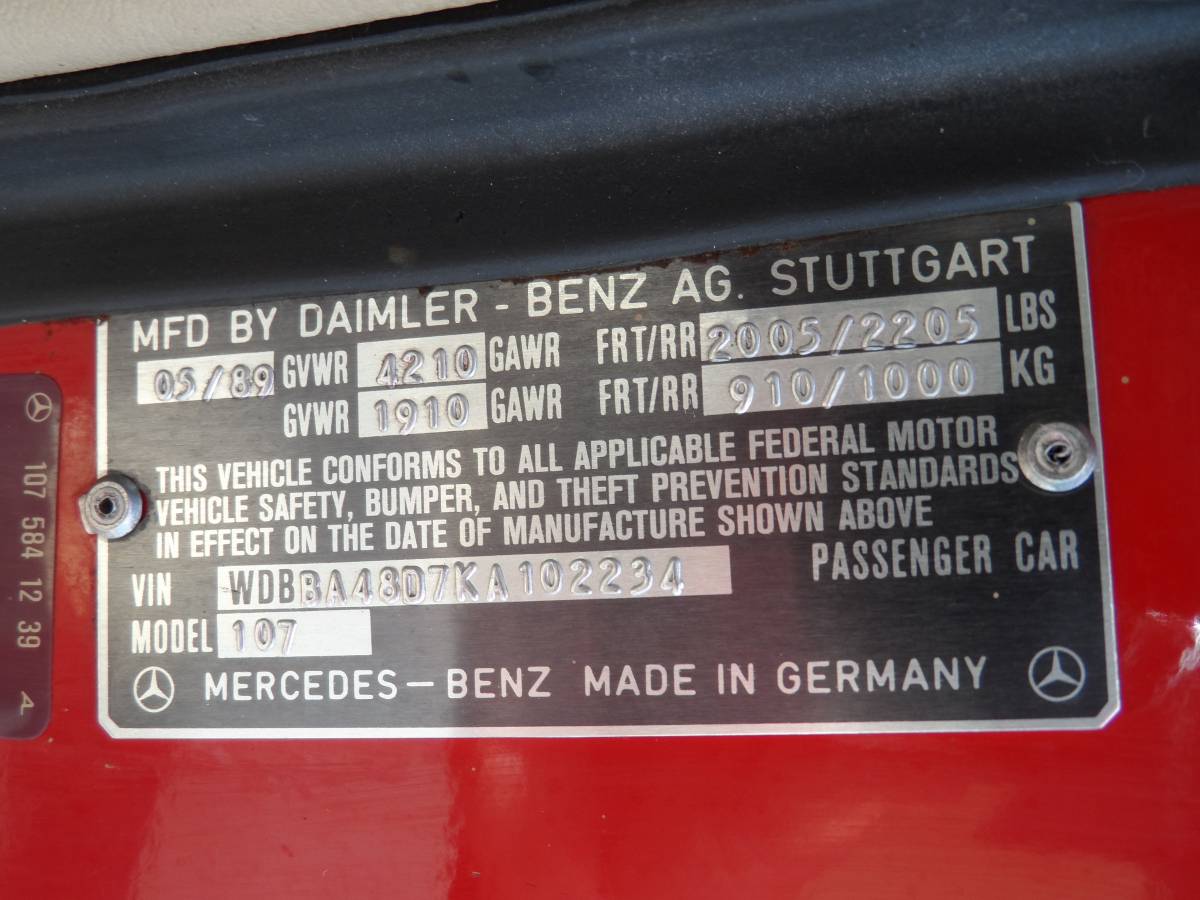 MFD BY DAIMLER - BENZ AG. STUTTGART
05/89 GVWR 4210 GAWR FRT/RR 2005/2205 LBS
GVWR 1910 GAWR FRT/RR 910/1000 KG
THIS VEHICLE CONFORMS TO ALL APPLICABLE FEDERAL MOTOR
VEHICLE SAFETY, BUMPER, AND THEFT PREVENTION STANDARDS
IN EFFECT ON THE DATE OF MANUFACTURE SHOWN ABOVE
VIN WDBBA48D7KA102234 PASSENGER CAR
MODEL 107
MERCEDES-BENZ MADE IN GERMANY
107 584 12 39 A